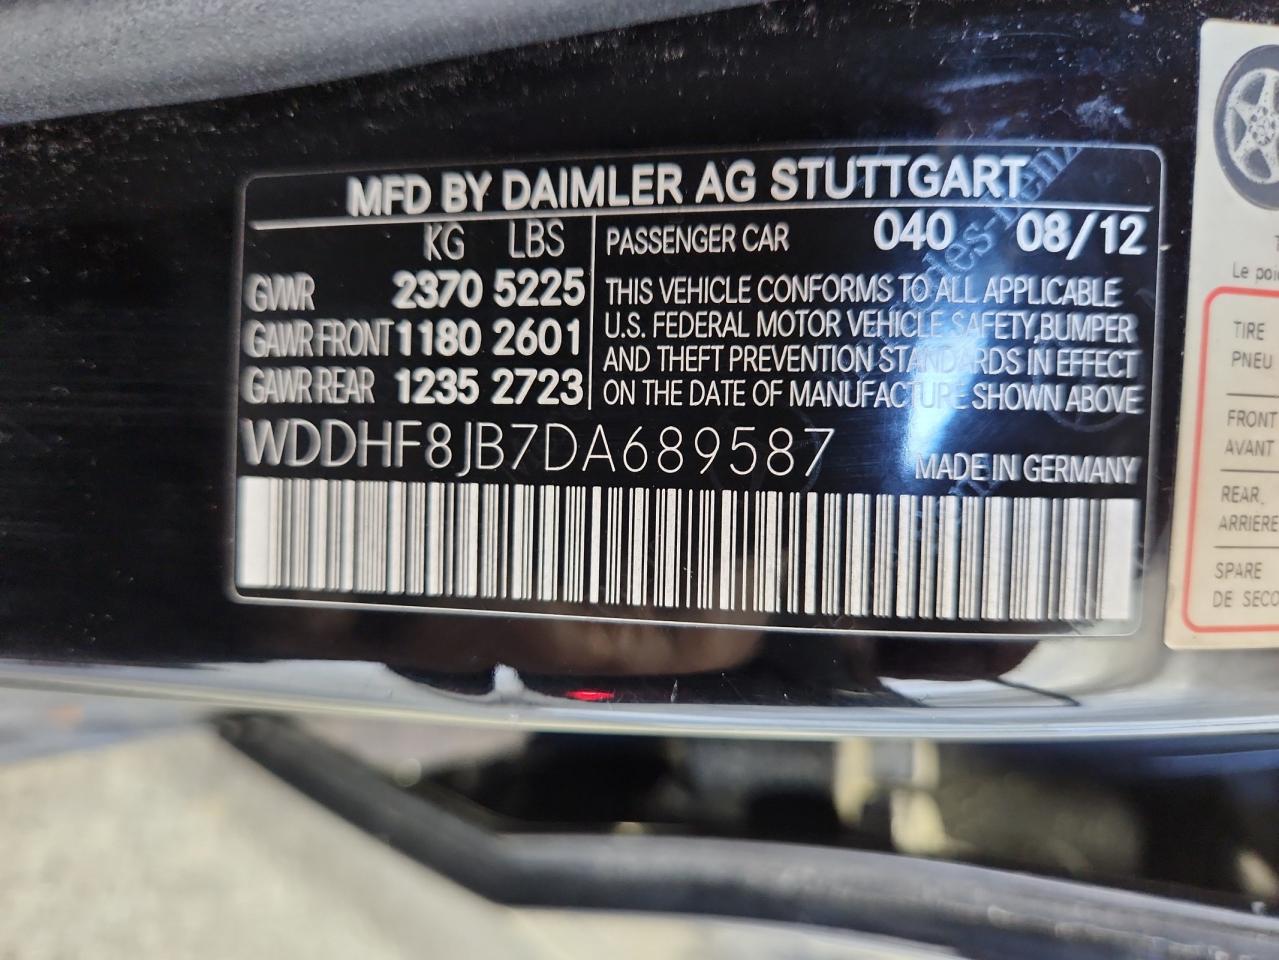 MFD BY DAIMLER AG STUTTGART
KG LBS
GVWR 2370 5225
GAWR FRONT 1180 2601
GAWR REAR 1235 2723
PASSENGER CAR 040 08/12
THIS VEHICLE CONFORMS TO ALL APPLICABLE
U.S. FEDERAL MOTOR VEHICLE SAFETY, BUMPER
AND THEFT PREVENTION STANDARDS IN EFFECT
ON THE DATE OF MANUFACTURE SHOWN ABOVE
WDDHF8JB7DA689587
MADE IN GERMANY
Le
TIRE
PNEU
FRONT
AVANT
REAR
ARRIERE
SPARE
DE